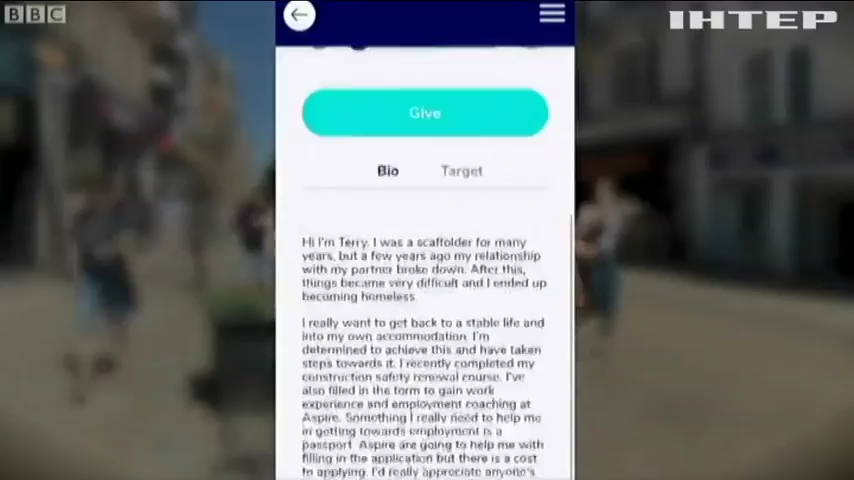 BBC
ІНТЕР
Give
Bio Target
Hi I'm Terry. I was a scaffolder for many
years, but a few years ago my relationship
with my partner broke down. After this,
things became very difficult and I ended up
becoming homeless.
I really want to get back to a stable life and
into my own accommodation. I'm
determined to achieve this and have taken
steps towards it. I recently completed my
construction safety renewal course. I've
also filled in the form to gain work
experience and employment coaching at
Aspire. Something I really need to help me
in getting towards employment is a
passport. Aspire are going to help me with
filling in the application but there is a cost
to applying. I'd really appreciate anyone's